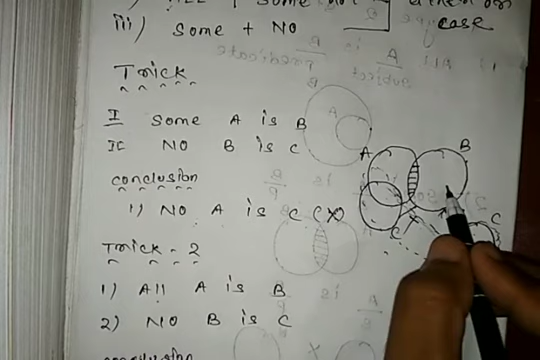 iii) Some + NO case
Trick
I Some A is B
II NO B is C
conclusion
1) NO A is C (X)
A B
C C
Trick - 2
1) All A is B
2) NO B is C
conclusion